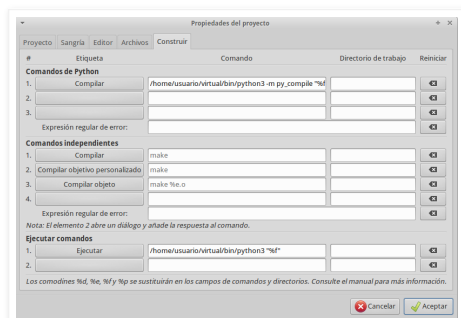 Propiedades del proyecto
Proyecto Sangría Editor Archivos Construir
# Etiqueta Comando Directorio de trabajo Reiniciar
Comandos de Python
1. Compilar /home/usuario/virtual/bin/python3 -m py_compile "%f
2.
3.
Expresión regular de error:
Comandos independientes
1. Compilar make
2. Compilar objetivo personalizado make
3. Compilar objeto make %e.o
4.
Expresión regular de error:
Nota: El elemento 2 abre un diálogo y añade la respuesta al comando.
Ejecutar comandos
1. Ejecutar /home/usuario/virtual/bin/python3 "%f"
2.
Los comodines %d, %e, %f y %p se sustituirán en los campos de comandos y directorios. Consulte el manual para más información.
Cancelar Aceptar